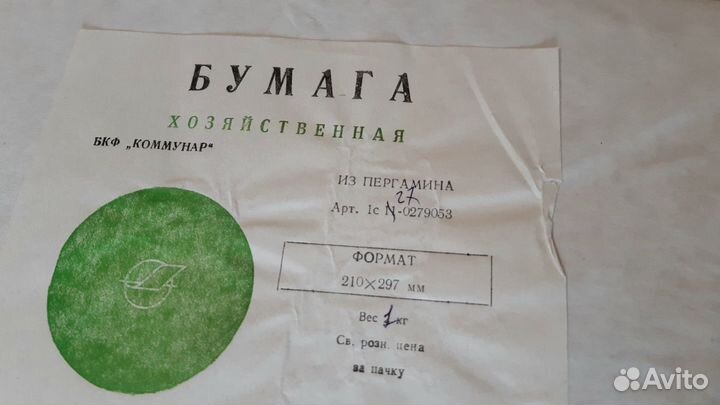 БУМАГА
ХОЗЯЙСТВЕННАЯ
БКФ „КОММУНАР“
ИЗ ПЕРГАМИНА
27
Арт. 1с N-0279053
ФОРМАТ
210×297 мм
Вес 1 кг
Св. розн. цена
за пачку
Avito